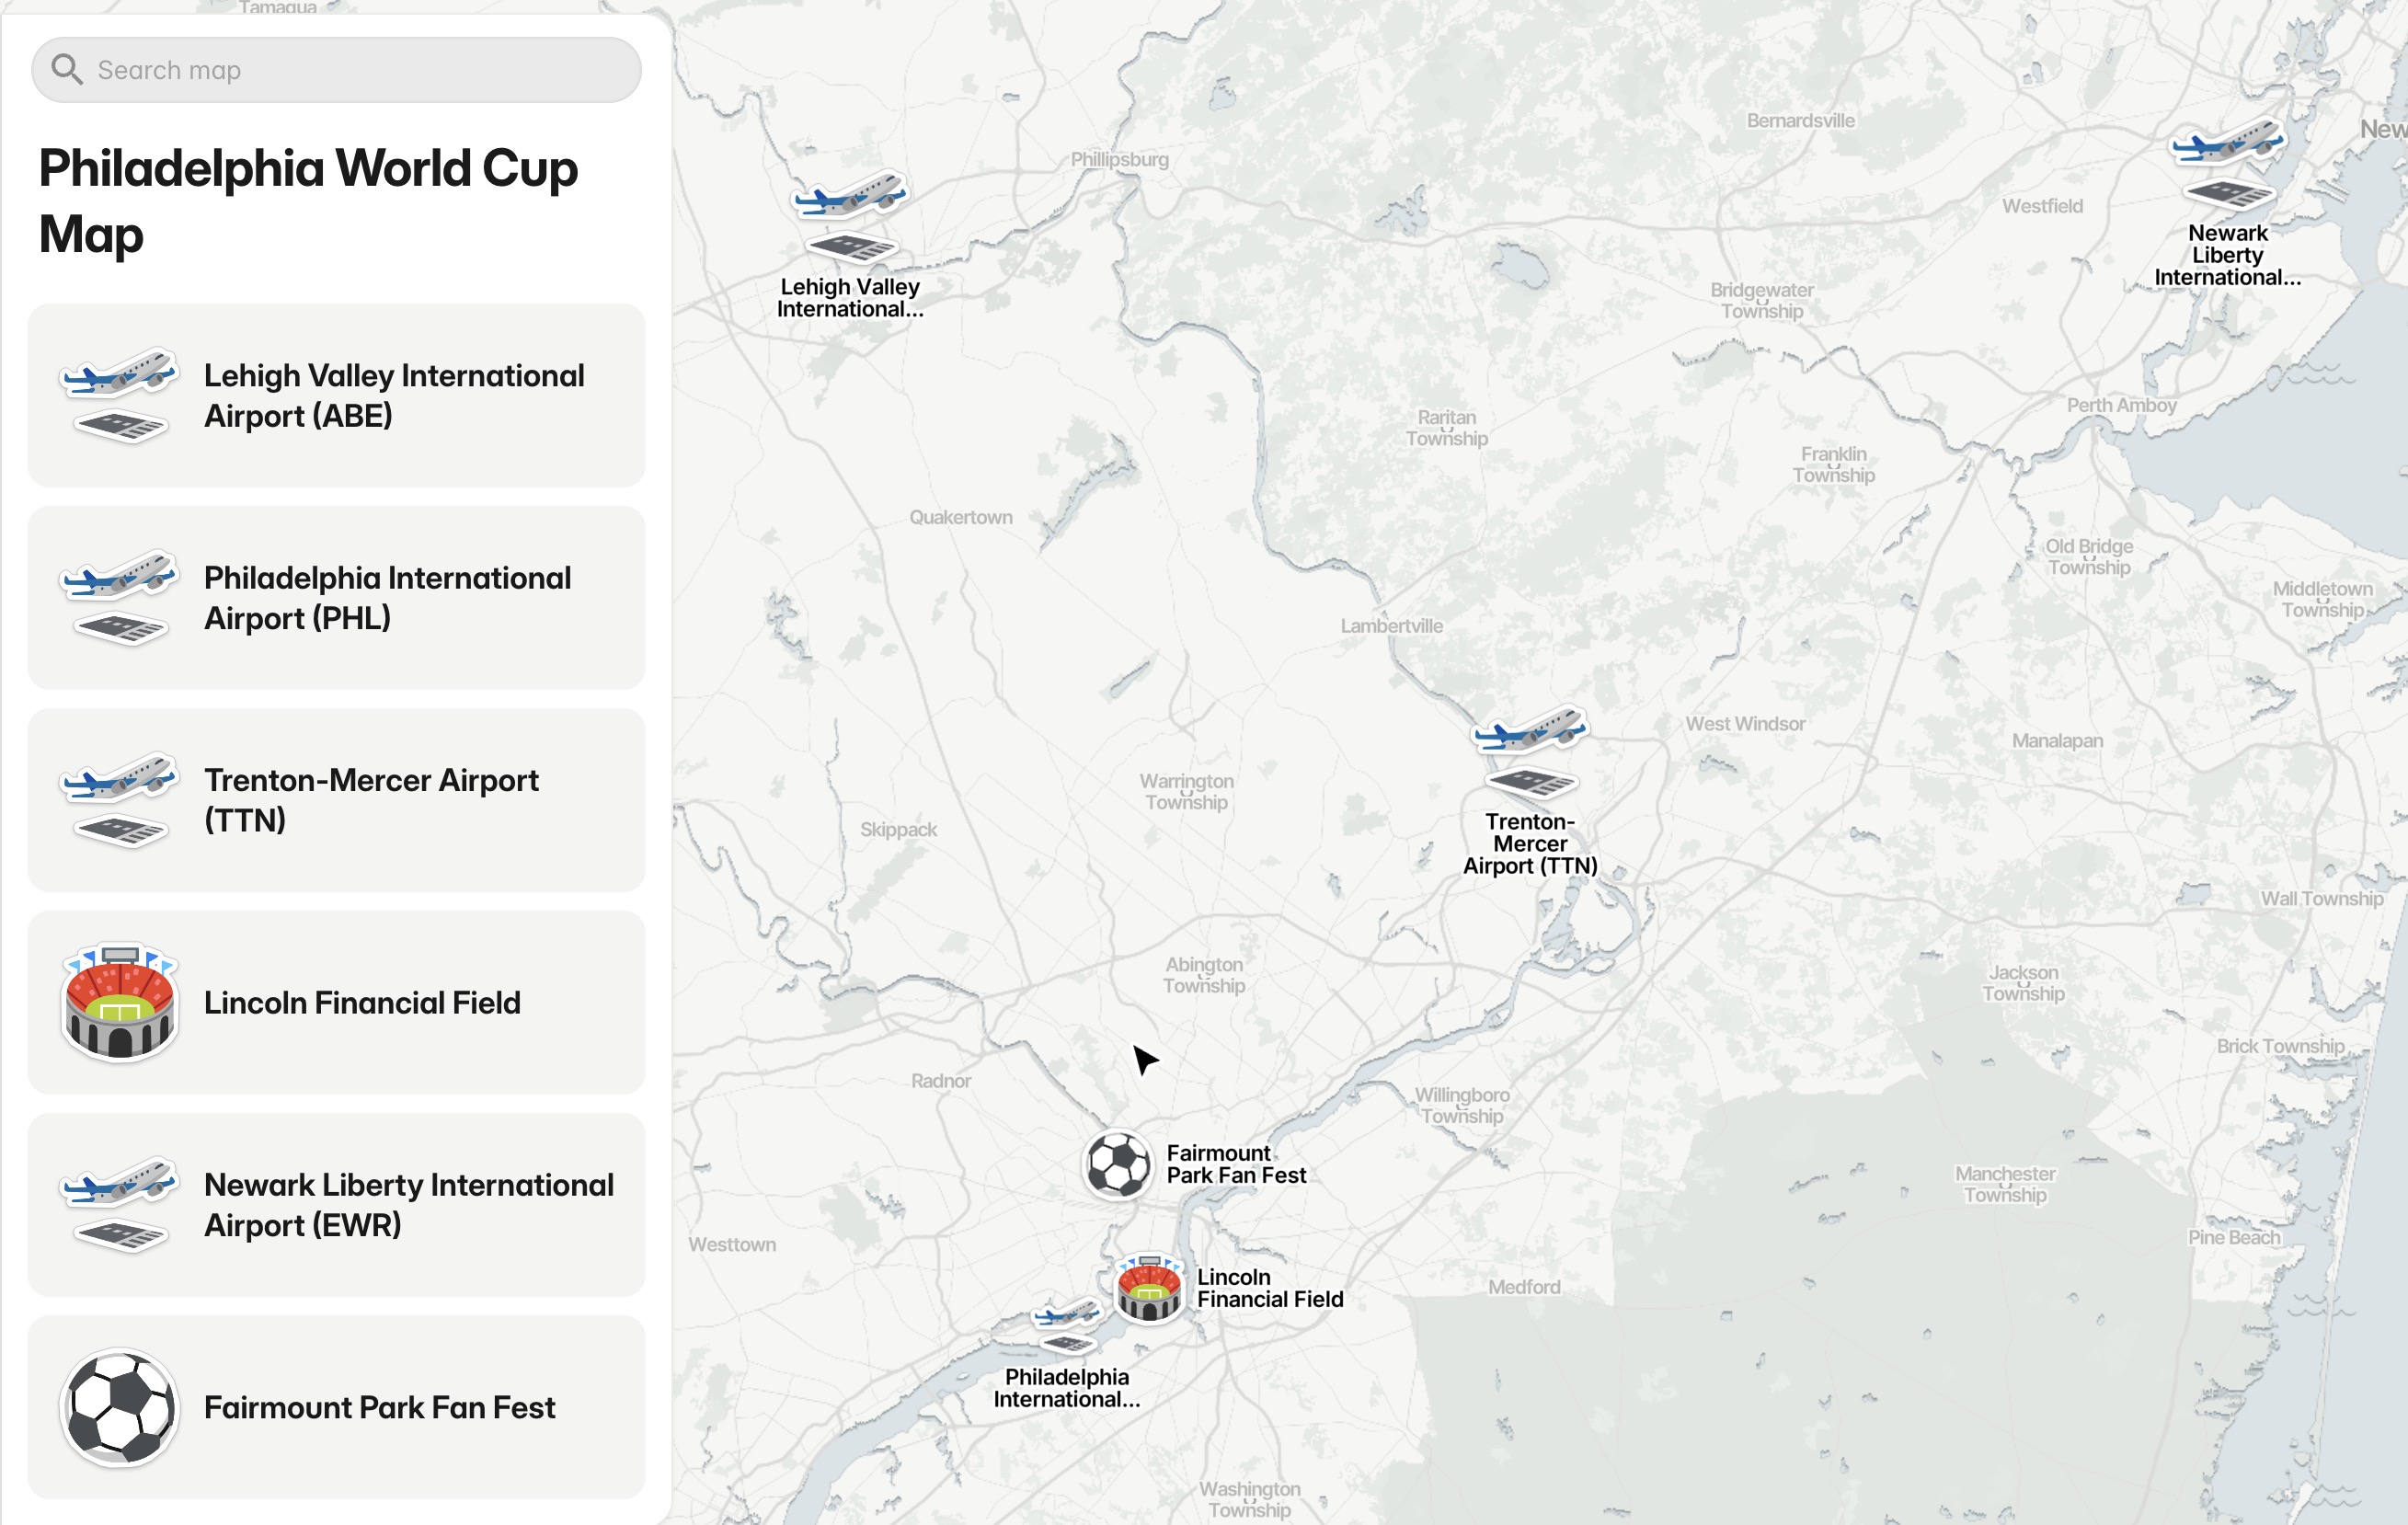 Tamaqua
Search map
Philadelphia World Cup
Map
Lehigh Valley International
Airport (ABE)
Philadelphia International
Airport (PHL)
Trenton-Mercer Airport
(TTN)
Lincoln Financial Field
Newark Liberty International
Airport (EWR)
Fairmount Park Fan Fest
Bernardsville
New
Phillipsburg
Westfield
Newark
Liberty
International...
Lehigh Valley
International...
Bridgewater
Township
Perth Amboy
Raritan
Township
Franklin
Township
Quakertown
Old Bridge
Township
Middletown
Township
Lambertville
West Windsor
Manalapan
Warrington
Township
Skippack
Trenton-
Mercer
Airport (TTN)
Wall Township
Abington
Township
Jackson
Township
Brick Township
Radnor
Willingboro
Township
Fairmount
Park Fan Fest
Manchester
Township
Westtown
Pine Beach
Lincoln
Financial Field
Medford
Philadelphia
International...
Washington
Township